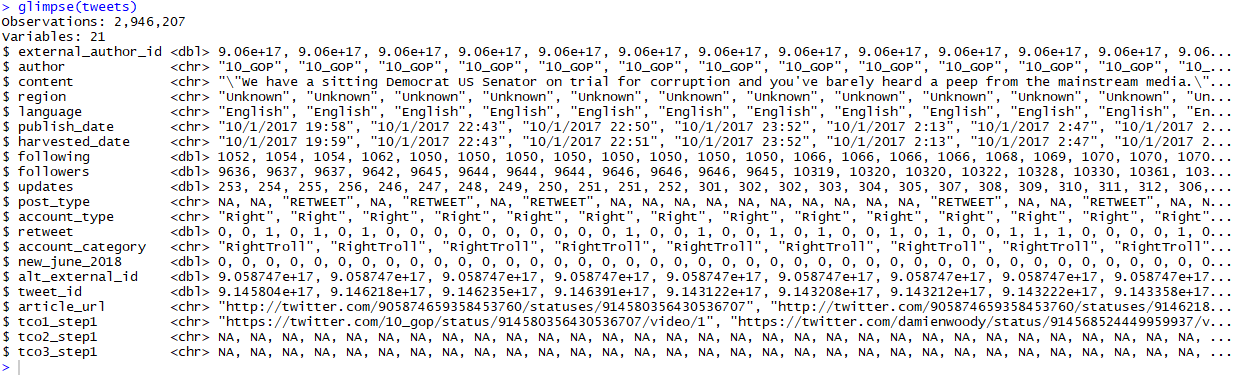 > glimpse(tweets)
Observations: 2,946,207
Variables: 21
$ external_author_id <dbl> 9.06e+17, 9.06e+17, 9.06e+17, 9.06e+17, 9.06e+17, 9.06e+17, 9.06e+17, 9.06e+17, 9.06e+17, 9.06e+17, 9.06e+17, 9.06e+17, 9.06...
$ author <chr> "10_GOP", "10_GOP", "10_GOP", "10_GOP", "10_GOP", "10_GOP", "10_GOP", "10_GOP", "10_GOP", "10_GOP", "10_GOP", "10_GOP", "10_...
$ content <chr> "\"We have a sitting Democrat US Senator on trial for corruption and you've barely heard a peep from the mainstream media.\"...
$ region <chr> "Unknown", "Unknown", "Unknown", "Unknown", "Unknown", "Unknown", "Unknown", "Unknown", "Unknown", "Unknown", "Unknown", "Un...
$ language <chr> "English", "English", "English", "English", "English", "English", "English", "English", "English", "English", "English", "En...
$ publish_date <chr> "10/1/2017 19:58", "10/1/2017 22:43", "10/1/2017 22:50", "10/1/2017 23:52", "10/1/2017 2:13", "10/1/2017 2:47", "10/1/2017 2...
$ harvested_date <chr> "10/1/2017 19:59", "10/1/2017 22:43", "10/1/2017 22:51", "10/1/2017 23:52", "10/1/2017 2:13", "10/1/2017 2:47", "10/1/2017 2...
$ following <dbl> 1052, 1054, 1054, 1062, 1050, 1050, 1050, 1050, 1050, 1050, 1050, 1050, 1066, 1066, 1066, 1066, 1068, 1069, 1070, 1070, 1070...
$ followers <dbl> 9636, 9637, 9637, 9642, 9645, 9644, 9644, 9644, 9646, 9646, 9646, 9645, 10319, 10320, 10320, 10322, 10328, 10330, 10361, 103...
$ updates <dbl> 253, 254, 255, 256, 246, 247, 248, 249, 250, 251, 251, 252, 301, 302, 302, 303, 304, 305, 307, 308, 309, 310, 311, 312, 306,...
$ post_type <chr> NA, NA, "RETWEET", NA, "RETWEET", NA, "RETWEET", NA, NA, NA, NA, NA, NA, NA, NA, NA, "RETWEET", NA, NA, "RETWEET", NA, N...
$ account_type <chr> "Right", "Right", "Right", "Right", "Right", "Right", "Right", "Right", "Right", "Right", "Right", "Right", "Right", "Right"...
$ retweet <dbl> 0, 0, 1, 0, 1, 0, 1, 0, 0, 0, 0, 0, 0, 0, 0, 0, 1, 0, 0, 1, 0, 0, 1, 0, 1, 0, 0, 1, 1, 1, 0, 0, 0, 0, 1, 0...
$ account_category <chr> "RightTroll", "RightTroll", "RightTroll", "RightTroll", "RightTroll", "RightTroll", "RightTroll", "RightTroll", "RightTroll"...
$ new_june_2018 <dbl> 0, 0, 0, 0, 0, 0, 0, 0, 0, 0, 0, 0, 0, 0, 0, 0, 0, 0, 0, 0, 0, 0, 0, 0, 0, 0, 0, 0, 0, 0, 0, 0, 0, 0, 0, 0, 0, 0, 0, 0, 0...
$ alt_external_id <dbl> 9.058747e+17, 9.058747e+17, 9.058747e+17, 9.058747e+17, 9.058747e+17, 9.058747e+17, 9.058747e+17, 9.058747e+17, 9.058747e+17...
$ tweet_id <dbl> 9.145804e+17, 9.146218e+17, 9.146235e+17, 9.146391e+17, 9.143122e+17, 9.143208e+17, 9.143212e+17, 9.143222e+17, 9.143358e+17...
$ article_url <chr> "http://twitter.com/905874659358453760/statuses/914580356430536707", "http://twitter.com/905874659358453760/statuses/9146218...
$ tco1_step1 <chr> "https://twitter.com/10_gop/status/914580356430536707/video/1", "https://twitter.com/damienwoody/status/914568524449959937/v...
$ tco2_step1 <chr> NA, NA, NA, NA, NA, NA, NA, NA, NA, NA, NA, NA, NA, NA, NA, NA, NA, NA, NA, NA, NA, NA, NA, NA, NA, NA, NA, NA, NA, NA, NA, ...
$ tco3_step1 <chr> NA, NA, NA, NA, NA, NA, NA, NA, NA, NA, NA, NA, NA, NA, NA, NA, NA, NA, NA, NA, NA, NA, NA, NA, NA, NA, NA, NA, NA, NA, NA, ...
>